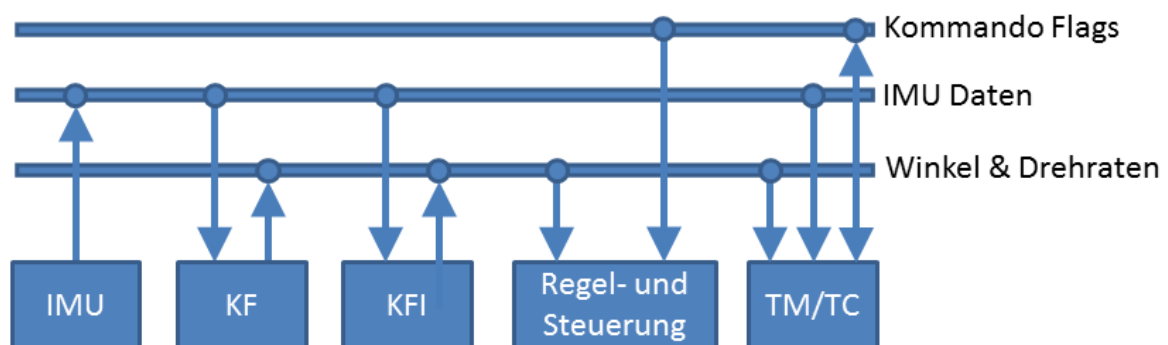 Kommando Flags
IMU Daten
Winkel & Drehraten
IMU
KF
KFI
Regel- und
Steuerung
TM/TC